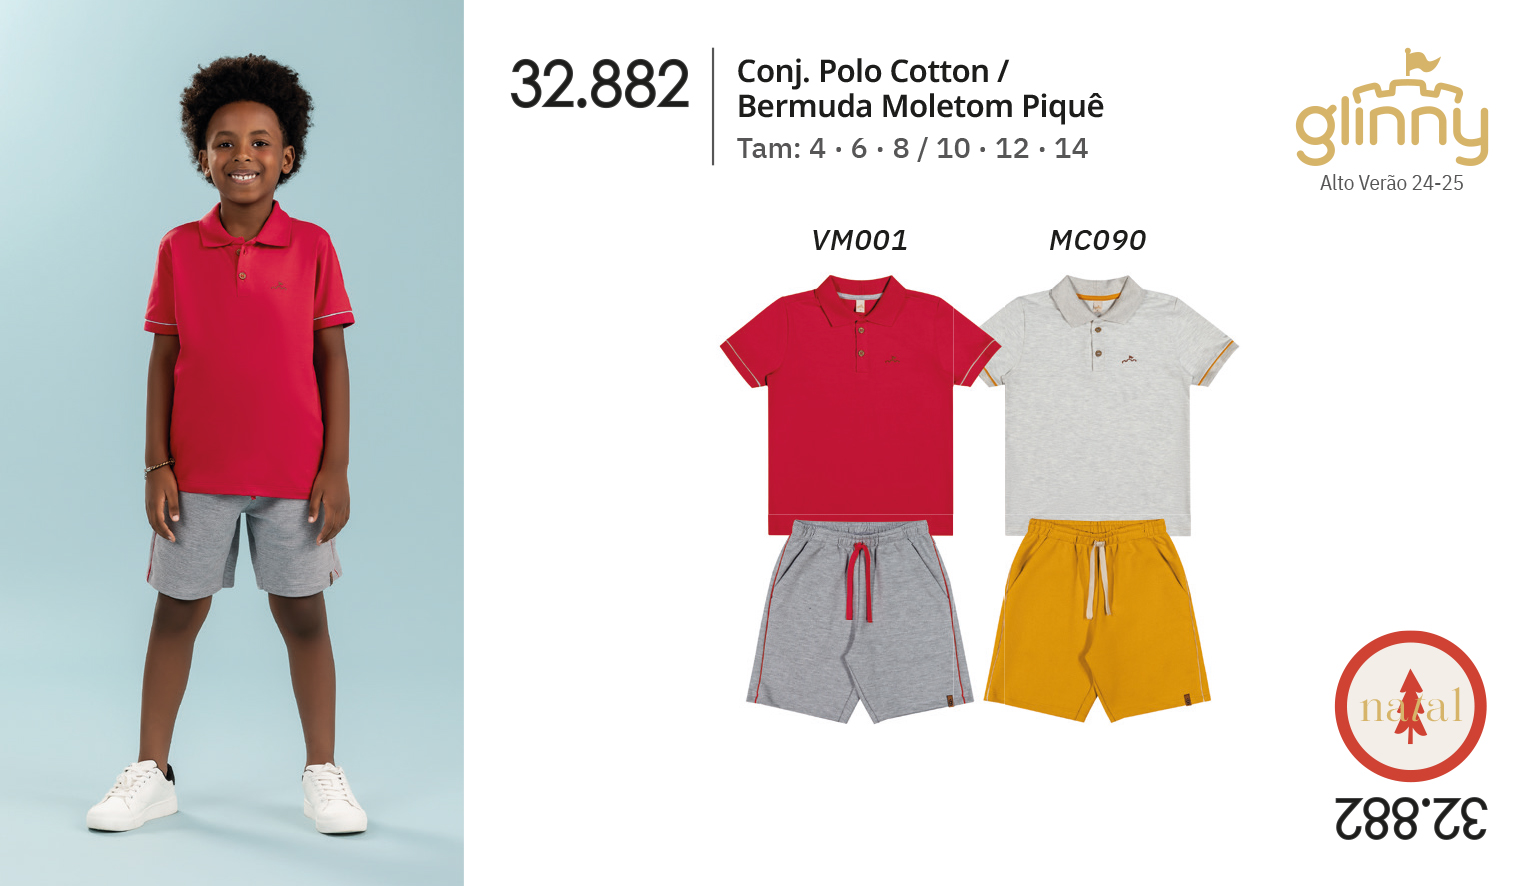 32.882
Conj. Polo Cotton /
Bermuda Moletom Piquê
Tam: 4 · 6 · 8 / 10 · 12 · 14
glinny
Alto Verão 24-25
VM001
MC090
natal
32.882